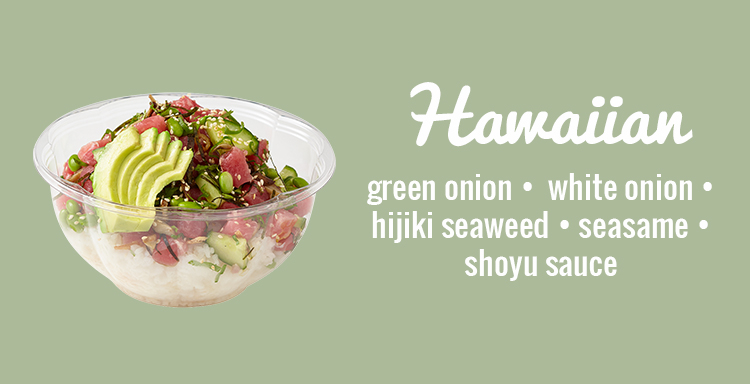 Hawaiian
green onion • white onion •
hijiki seaweed • seasame •
shoyu sauce